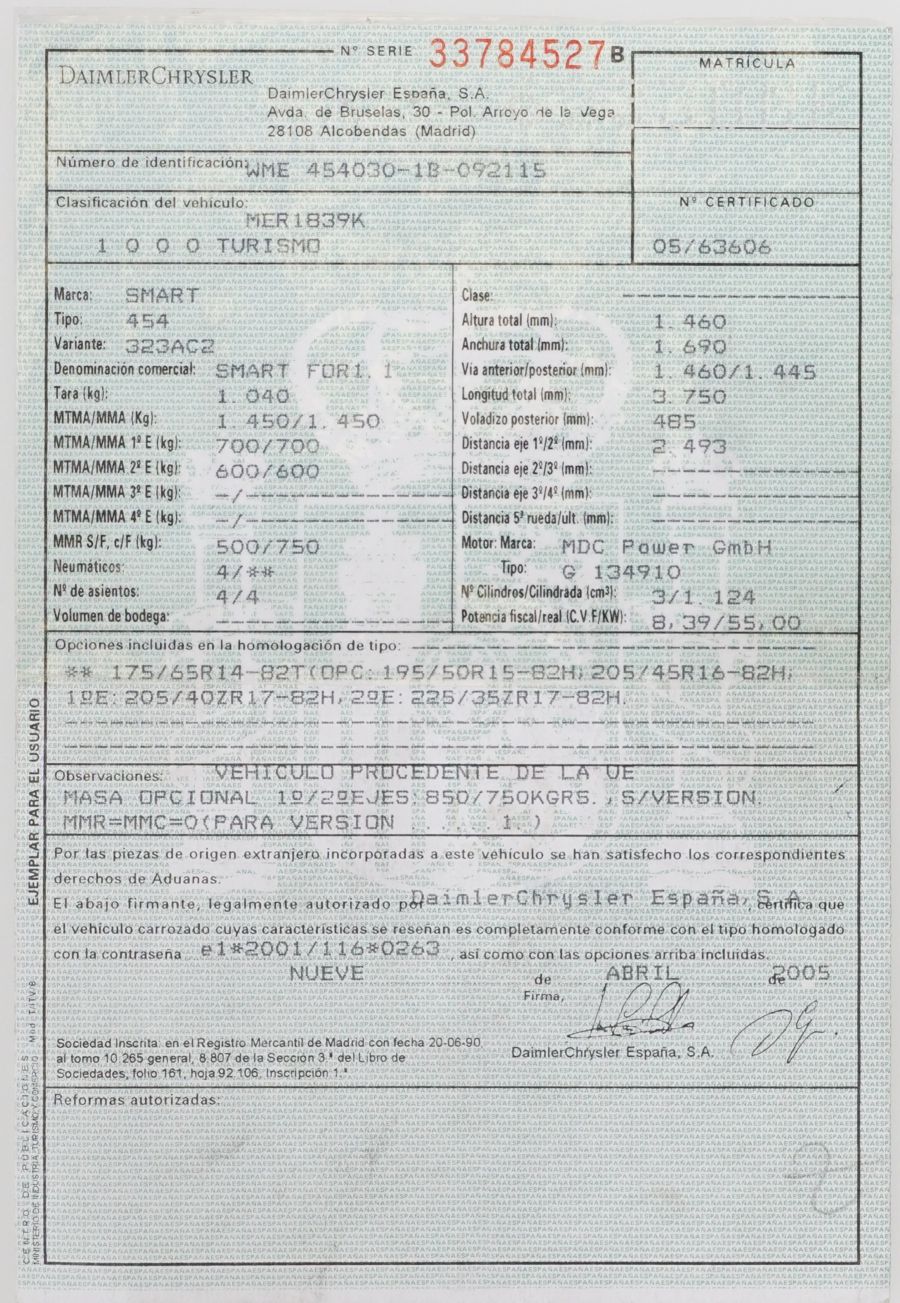 Nº SERIE 33784527 B
DAIMLERCHRYSLER
DaimlerChrysler España, S.A.
Avda. de Bruselas, 30 - Pol. Arroyo de la Vega
28108 Alcobendas (Madrid)
MATRÍCULA
Número de identificación: WME 454030-1B-092115
Clasificación del vehículo:
MER1839K
1 0 0 0 TURISMO
Nº CERTIFICADO
05/63606
Marca: SMART
Tipo: 454
Variante: 323AC2
Denominación comercial: SMART FOR1. 1
Tara (kg): 1. 040
MTMA/MMA (Kg): 1. 450/1. 450
MTMA/MMA 1º E (kg): 700/700
MTMA/MMA 2º E (kg): 600/600
MTMA/MMA 3º E (kg): -/-----------
MTMA/MMA 4º E (kg): -/-----------
MMR S/F, c/F (kg): 500/750
Neumáticos: 4/**
Nº de asientos: 4/4
Volumen de bodega: -------------
Clase: -------------
Altura total (mm): 1. 460
Anchura total (mm): 1. 690
Via anterior/posterior (mm): 1. 460/1. 445
Longitud total (mm): 3. 750
Voladizo posterior (mm): 485
Distancia eje 1º/2º (mm): 2. 493
Distancia eje 2º/3º (mm): -------------
Distancia eje 3º/4º (mm): -------------
Distancia 5ª rueda/ult. (mm): -------------
Motor: Marca: MDC Power GmbH
Tipo: G 134910
Nº Cilindros/Cilindrada (cm³): 3/1. 124
Potencia fiscal/real (C.V.F/KW): 8, 39/55, 00
Opciones incluidas en la homologación de tipo: -------------
** 175/65R14-82T(OPC: 195/50R15-82H; 205/45R16-82H;
1ºE: 205/40ZR17-82H, 2ºE: 225/35ZR17-82H.
Observaciones: VEHICULO PROCEDENTE DE LA UE
MASA OPCIONAL 1º/2ºEJES: 850/750KGRS. , S/VERSION.
MMR=MMC=0(PARA VERSION . . . . . 1. )
Por las piezas de origen extranjero incorporadas a este vehículo se han satisfecho los correspondientes
derechos de Aduanas.
El abajo firmante, legalmente autorizado por DaimlerChrysler España, S.A. certifica que
el vehículo carrozado cuyas características se reseñan es completamente conforme con el tipo homologado
con la contraseña e1*2001/116*0263 , así como con las opciones arriba incluidas.
NUEVE de ABRIL de 2005
Firma,
DaimlerChrysler España, S.A.
Sociedad Inscrita: en el Registro Mercantil de Madrid con fecha 20-06-90
al tomo 10.265 general, 8.807 de la Sección 3.ª del Libro de
Sociedades, folio 161, hoja 92.106, Inscripción 1.ª
Reformas autorizadas:
EJEMPLAR PARA EL USUARIO
CENTRO DE PUBLICACIONES
MINISTERIO DE INDUSTRIA, TURISMO Y COMERCIO